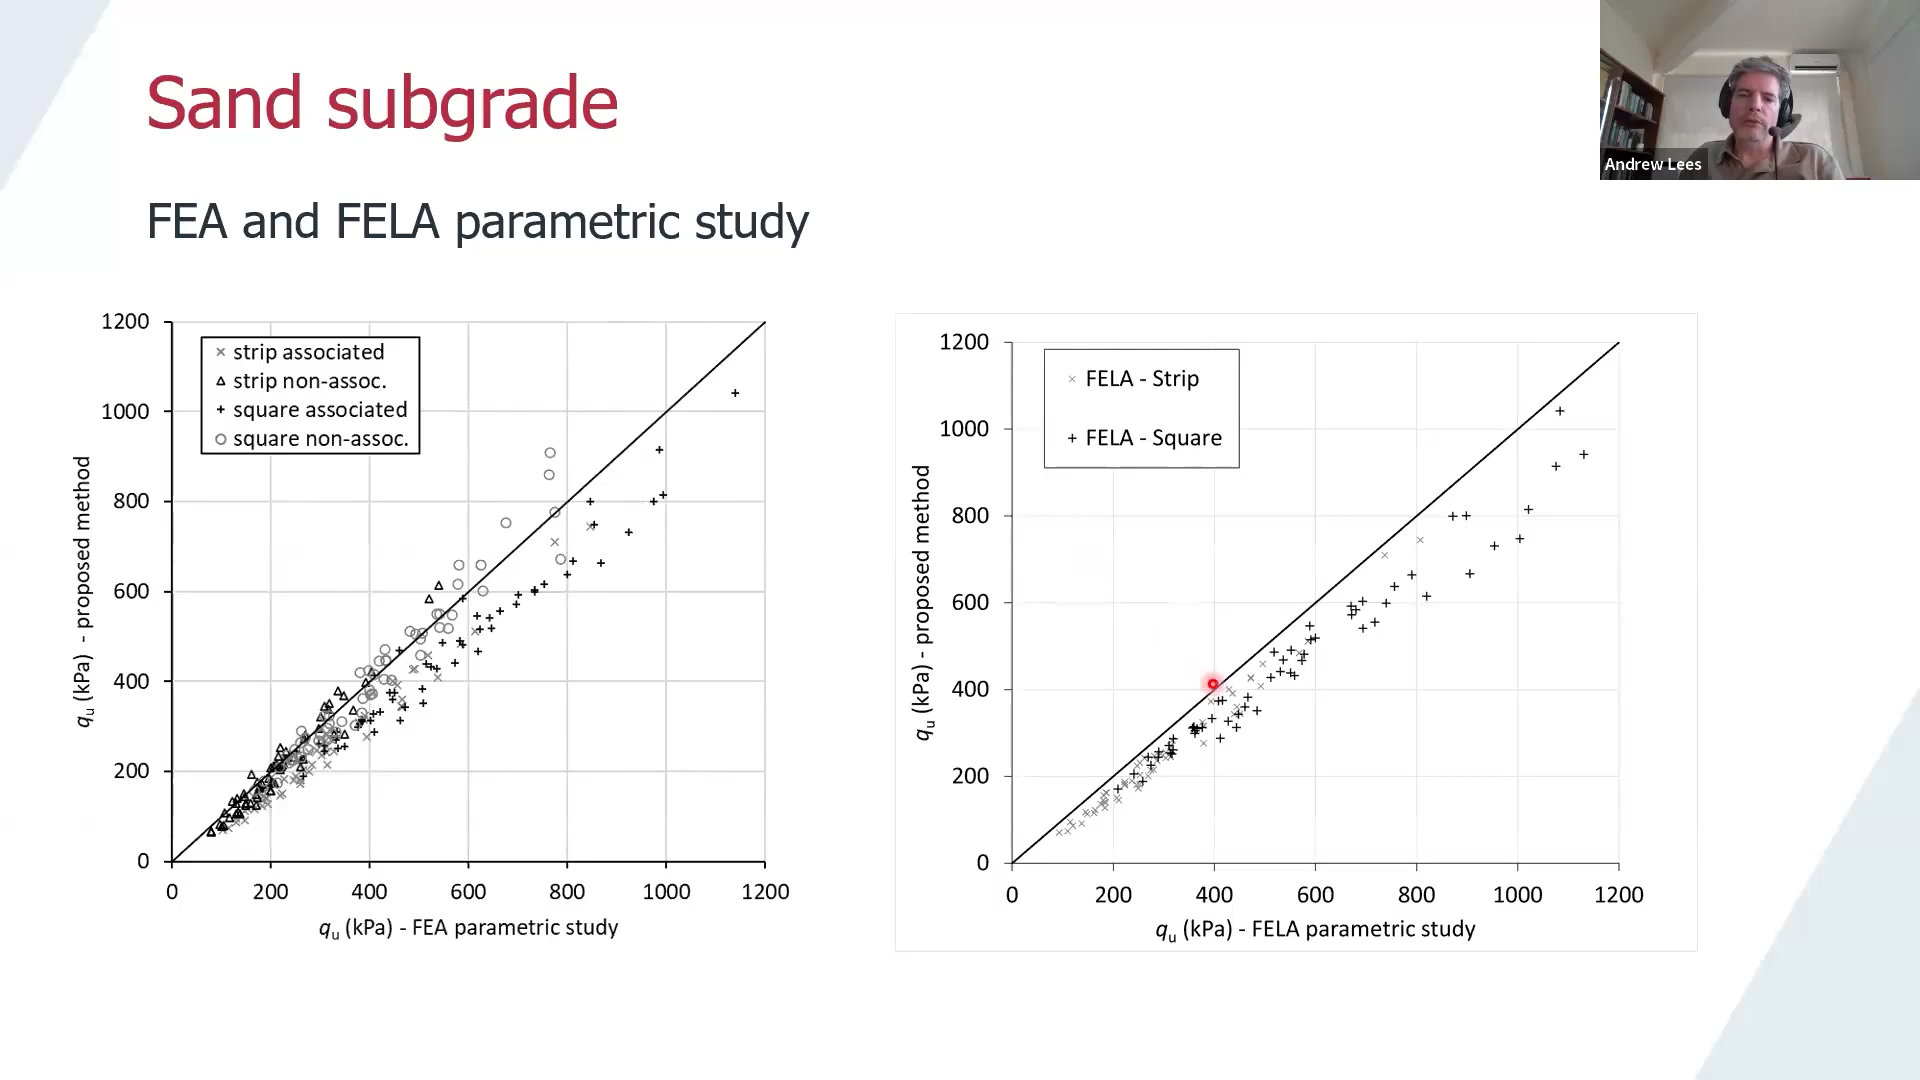 Sand subgrade
Andrew Lees
FEA and FELA parametric study
1200
1000
800
600
400
200
0
strip associated
strip non-assoc.
square associated
square non-assoc.
qu (kPa) - proposed method
0 200 400 600 800 1000 1200
qu (kPa) - FEA parametric study
1200
1000
800
600
400
200
0
FELA - Strip
FELA - Square
qu (kPa) - proposed method
0 200 400 600 800 1000 1200
qu (kPa) - FELA parametric study